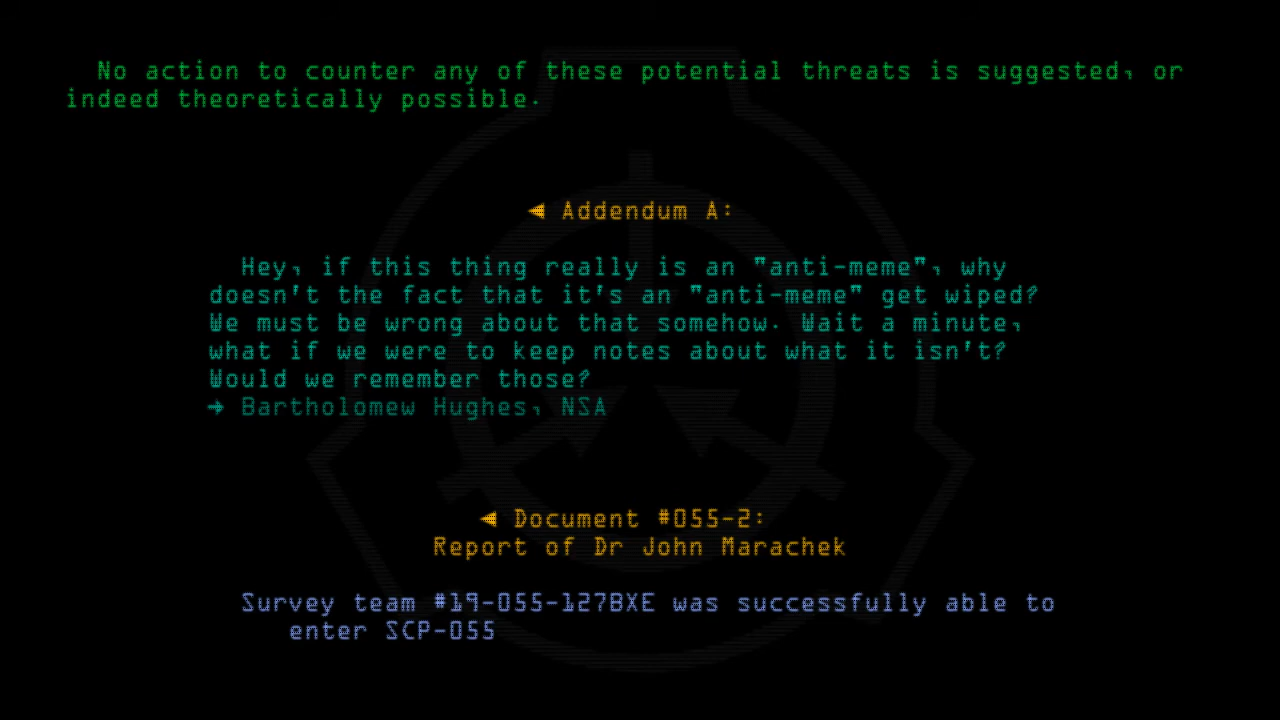 No action to counter any of these potential threats is suggested, or
indeed theoretically possible.
◄ Addendum A:
Hey, if this thing really is an "anti-meme", why
doesn't the fact that it's an "anti-meme" get wiped?
We must be wrong about that somehow. Wait a minute,
what if we were to keep notes about what it isn't?
Would we remember those?
→ Bartholomew Hughes, NSA
◄ Document #055-2:
Report of Dr John Marachek
Survey team #19-055-127BXE was successfully able to
enter SCP-055